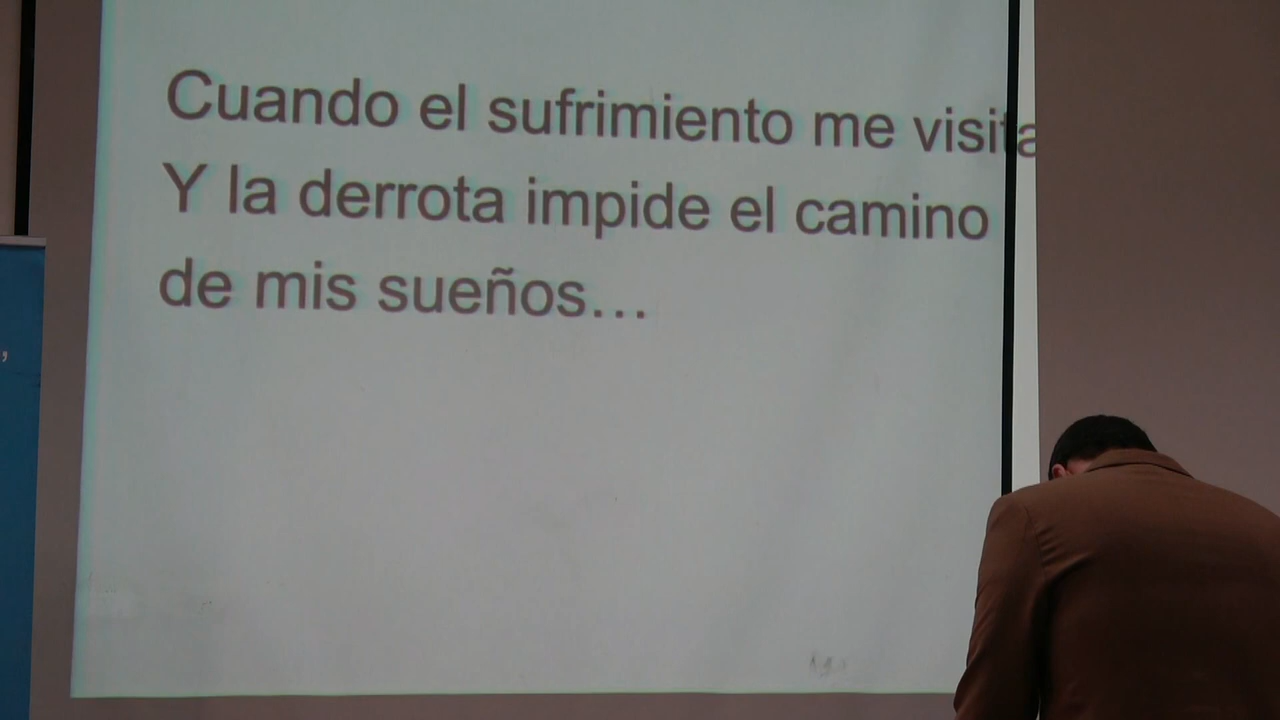 Cuando el sufrimiento me visita
Y la derrota impide el camino
de mis sueños...